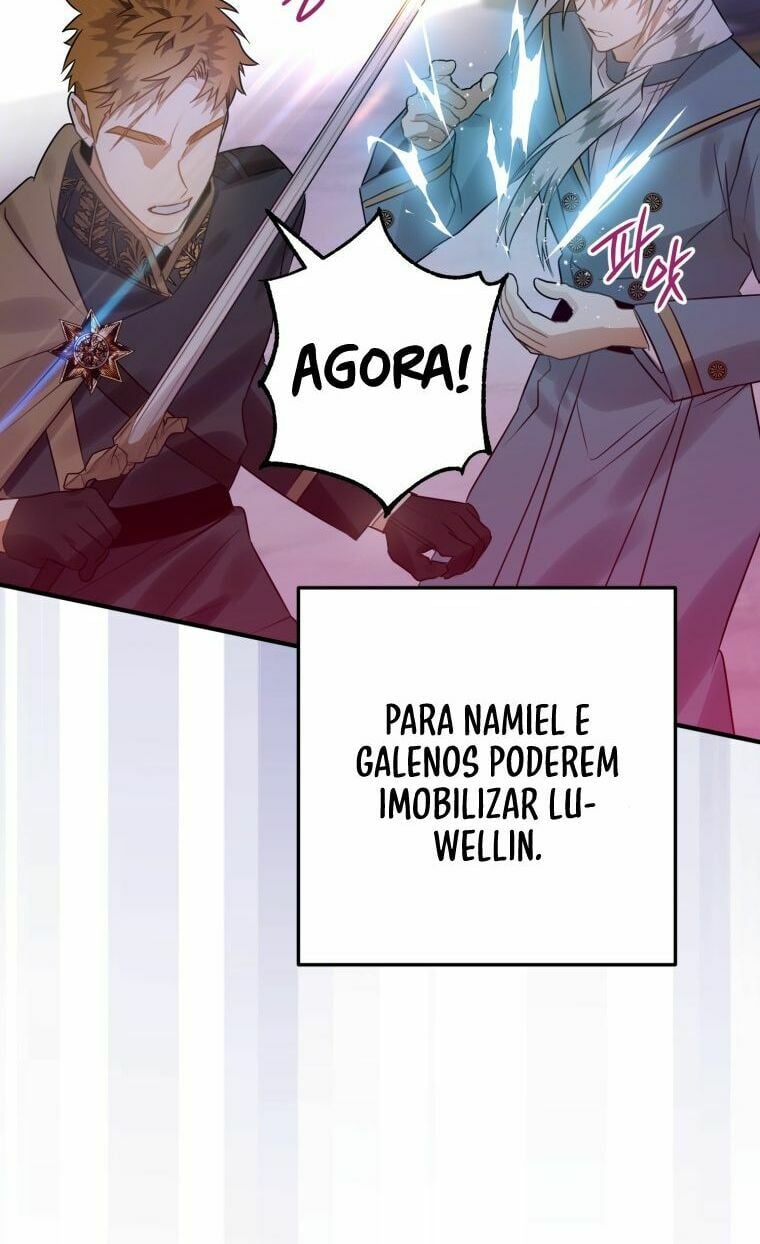 AGORA!
파
앗
PARA NAMIEL E
GALENOS PODEREM
IMOBILIZAR LU-
WELLIN.